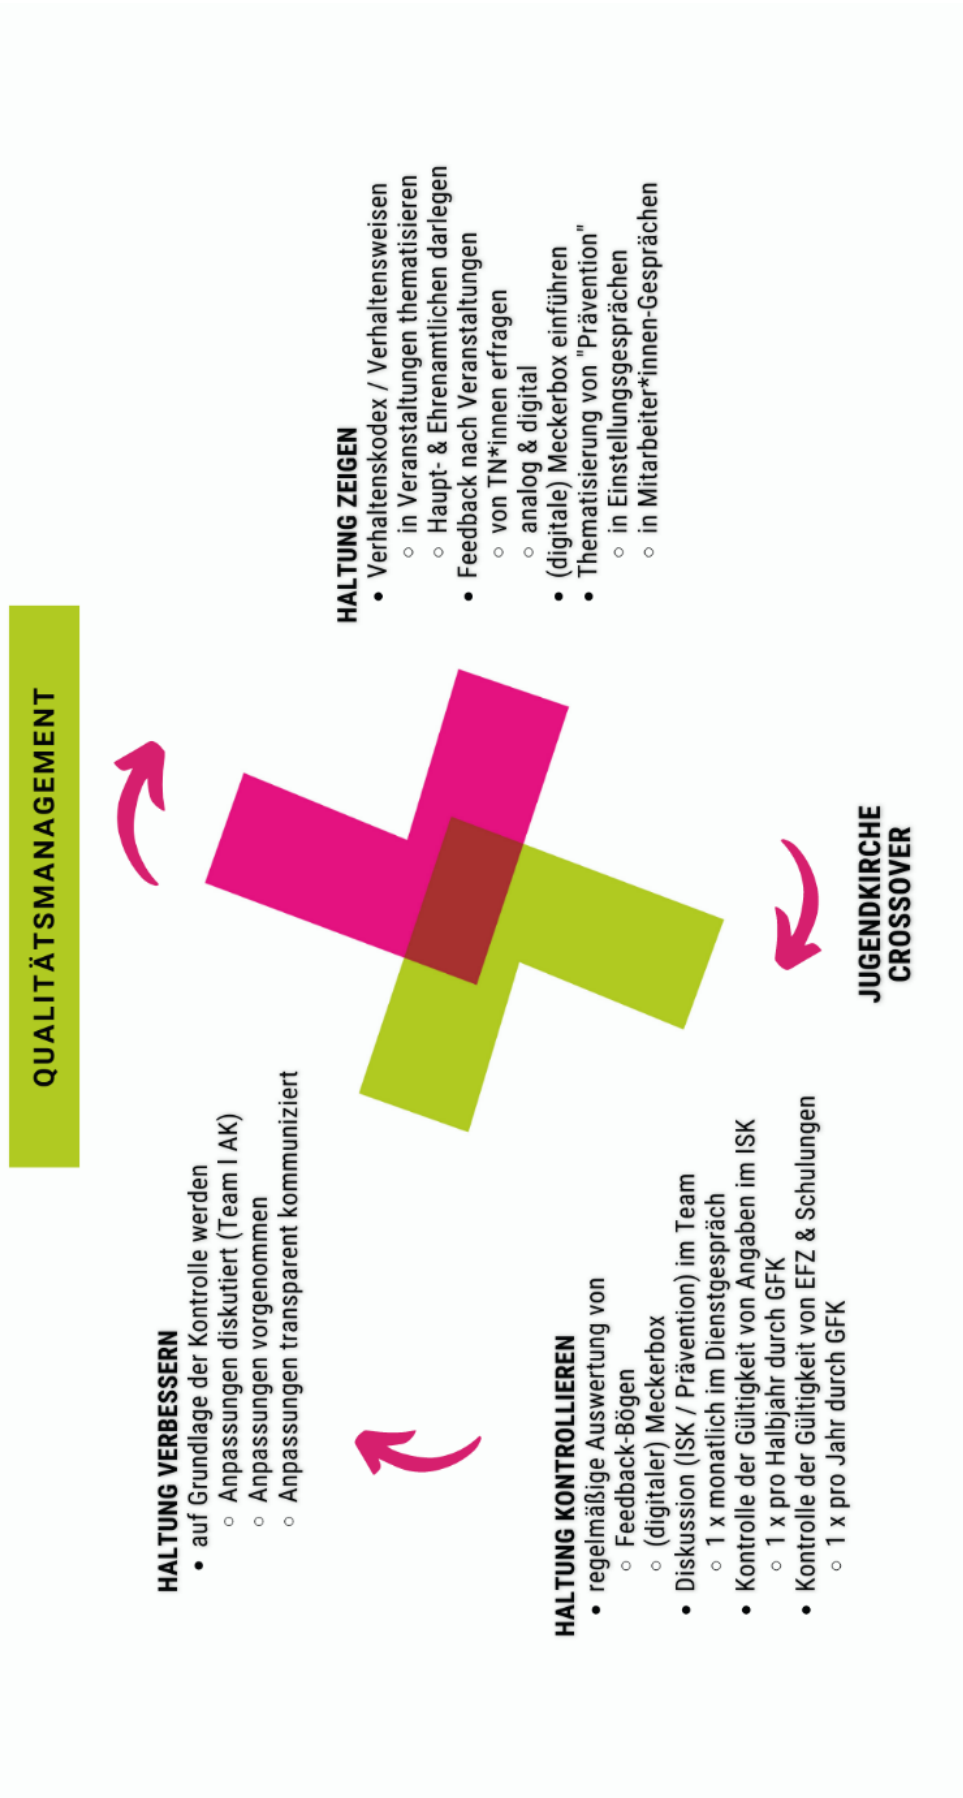 QUALITÄTSMANAGEMENT
HALTUNG VERBESSERN
• auf Grundlage der Kontrolle werden
○ Anpassungen diskutiert (Team I AK)
○ Anpassungen vorgenommen
○ Anpassungen transparent kommuniziert
HALTUNG ZEIGEN
• Verhaltenskodex / Verhaltensweisen
○ in Veranstaltungen thematisieren
○ Haupt- & Ehrenamtlichen darlegen
• Feedback nach Veranstaltungen
○ von TN*innen erfragen
○ analog & digital
• (digitale) Meckerbox einführen
• Thematisierung von "Prävention"
○ in Einstellungsgesprächen
○ in Mitarbeiter*innen-Gesprächen
HALTUNG KONTROLLIEREN
• regelmäßige Auswertung von
○ Feedback-Bögen
○ (digitaler) Meckerbox
• Diskussion (ISK / Prävention) im Team
○ 1 x monatlich im Dienstgespräch
• Kontrolle der Gültigkeit von Angaben im ISK
○ 1 x pro Halbjahr durch GFK
• Kontrolle der Gültigkeit von EFZ & Schulungen
○ 1 x pro Jahr durch GFK
JUGENDKIRCHE
CROSSOVER